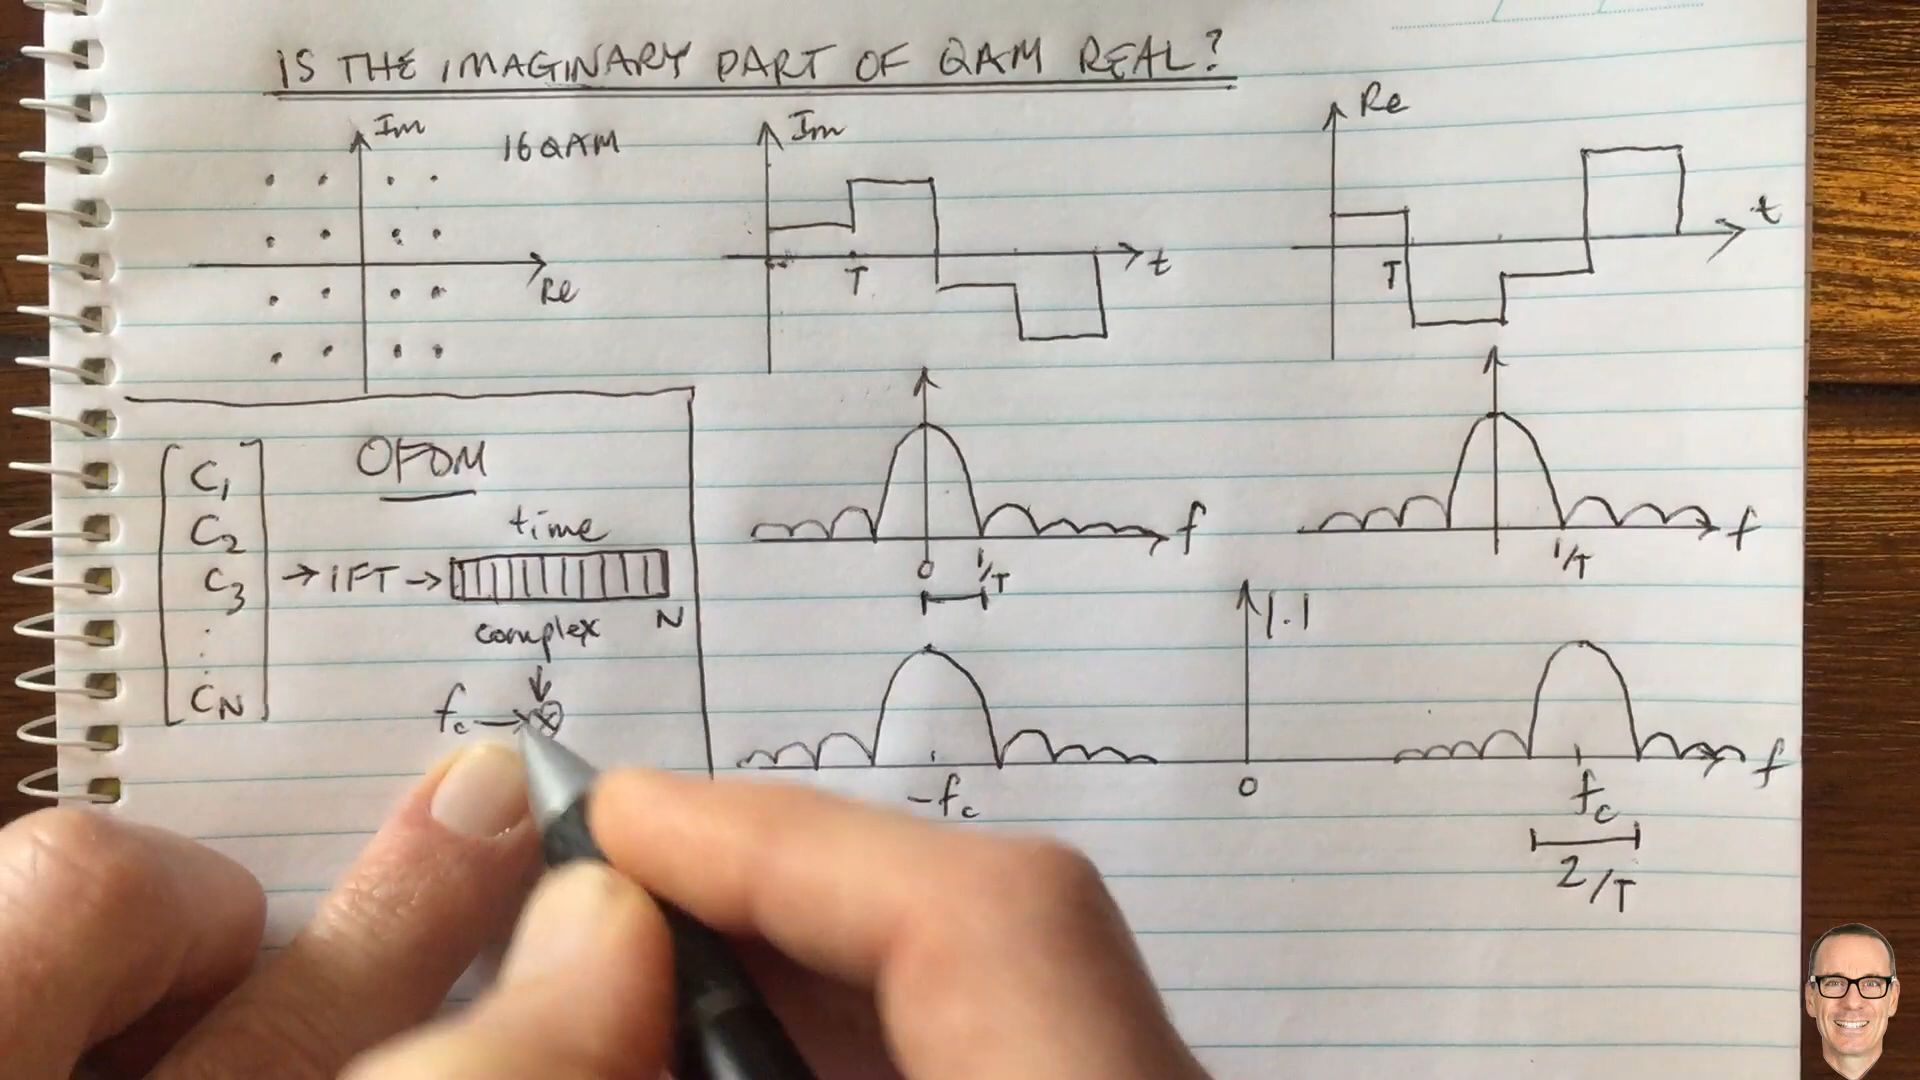 IS THE IMAGINARY PART OF QAM REAL?
Im
16QAM
Re
Im
T
t
Re
T
t
OFDM
C1
C2
C3
:
CN
→ IFT →
time
complex
N
fc
0
1/T
f
1/T
f
|.|
-fc
0
fc
f
2/T